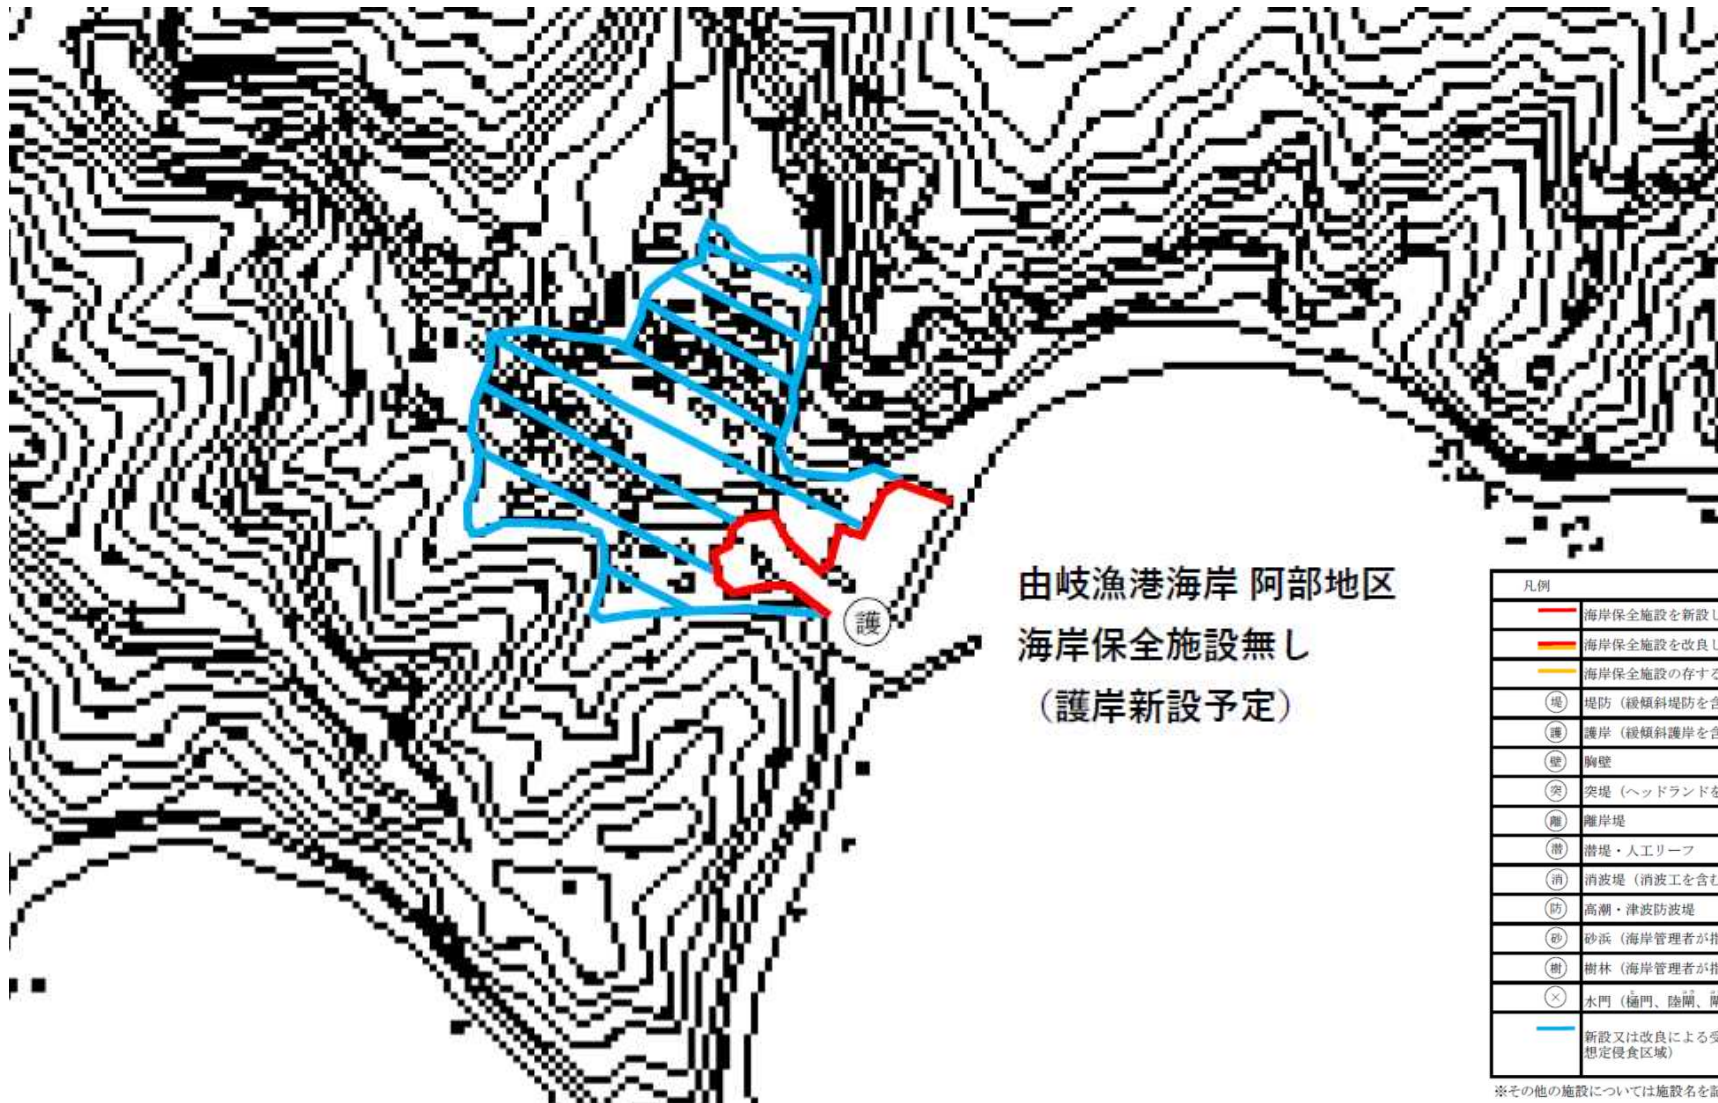 由岐漁港海岸 阿部地区
海岸保全施設無し
（護岸新設予定）
護
凡例
海岸保全施設を新設し
海岸保全施設を改良し
海岸保全施設の存する
堤 堤防（緩傾斜堤防を含
護 護岸（緩傾斜護岸を含
壁 胸壁
突 突堤（ヘッドランドを
離 離岸堤
潜 潜堤・人工リーフ
消 消波堤（消波工を含む
防 高潮・津波防波堤
砂 砂浜（海岸管理者が指
樹 樹林（海岸管理者が指
× 水門（樋門、陸閘、閘
新設又は改良による受
想定侵食区域）
※その他の施設については施設名を記